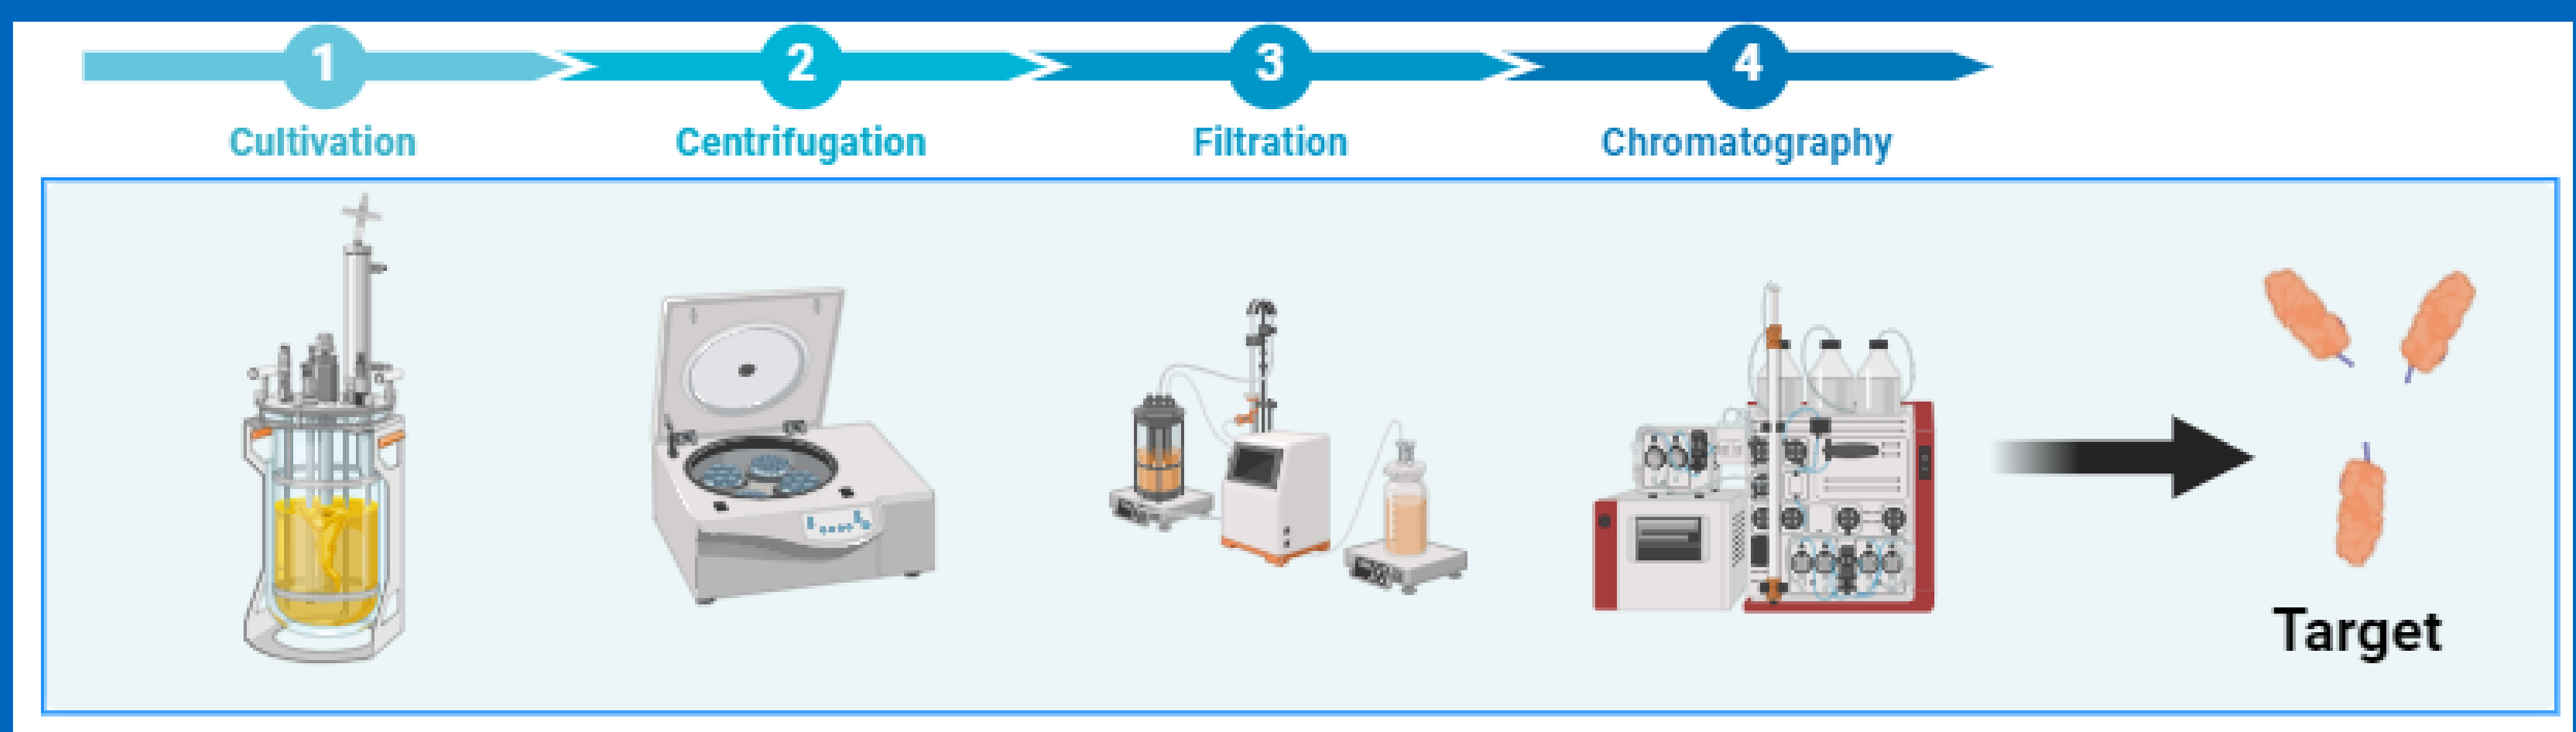 1
2
3
4
Cultivation
Centrifugation
Filtration
Chromatography
Target